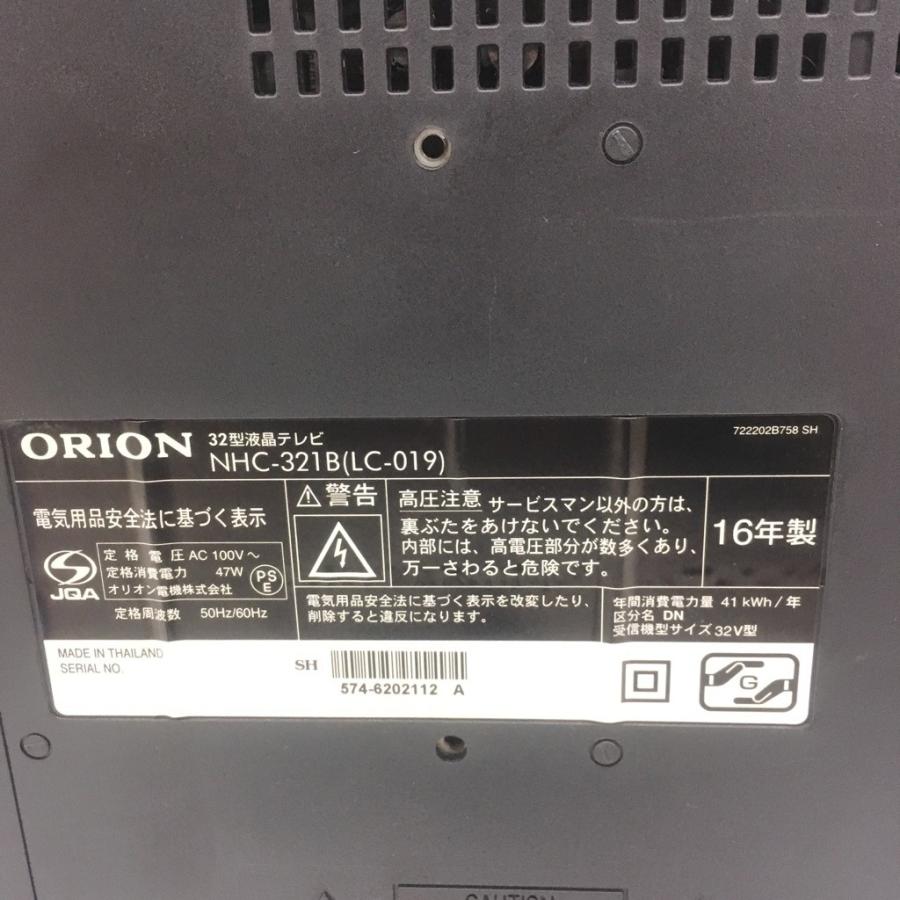 ORION 32型液晶テレビ
NHC-321B(LC-019)
722202B758 SH
電気用品安全法に基づく表示
定格電圧 AC 100V～
定格消費電力 47W
オリオン電機株式会社
定格周波数 50Hz/60Hz
JQA
PS
E
警告
高圧注意 サービスマン以外の方は、
裏ぶたをあけないでください。
内部には、高電圧部分が数多くあり、
万一さわると危険です。
16年製
電気用品安全法に基づく表示を改変したり、
削除すると違反になります。
年間消費電力量 41 kWh/年
区分名 DN
受信機型サイズ 32V型
MADE IN THAILAND
SERIAL NO.
SH
574-6202112 A
G
CAUTION